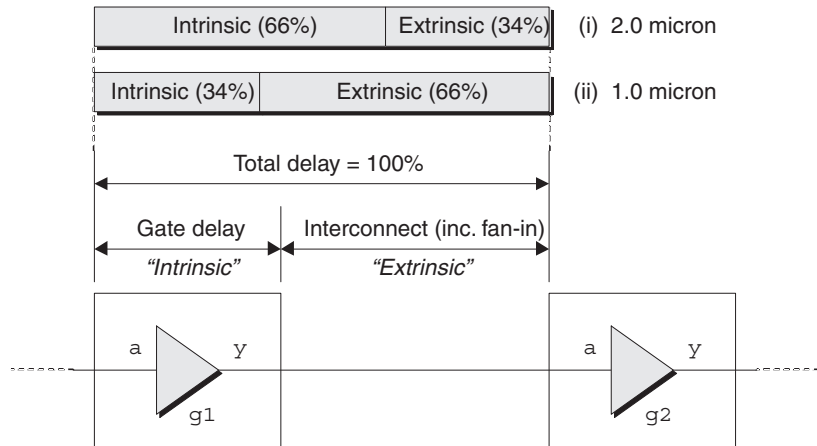 Intrinsic (66%) Extrinsic (34%) (i) 2.0 micron
Intrinsic (34%) Extrinsic (66%) (ii) 1.0 micron
Total delay = 100%
Gate delay Interconnect (inc. fan-in)
“Intrinsic” “Extrinsic”
a y a y
g1 g2